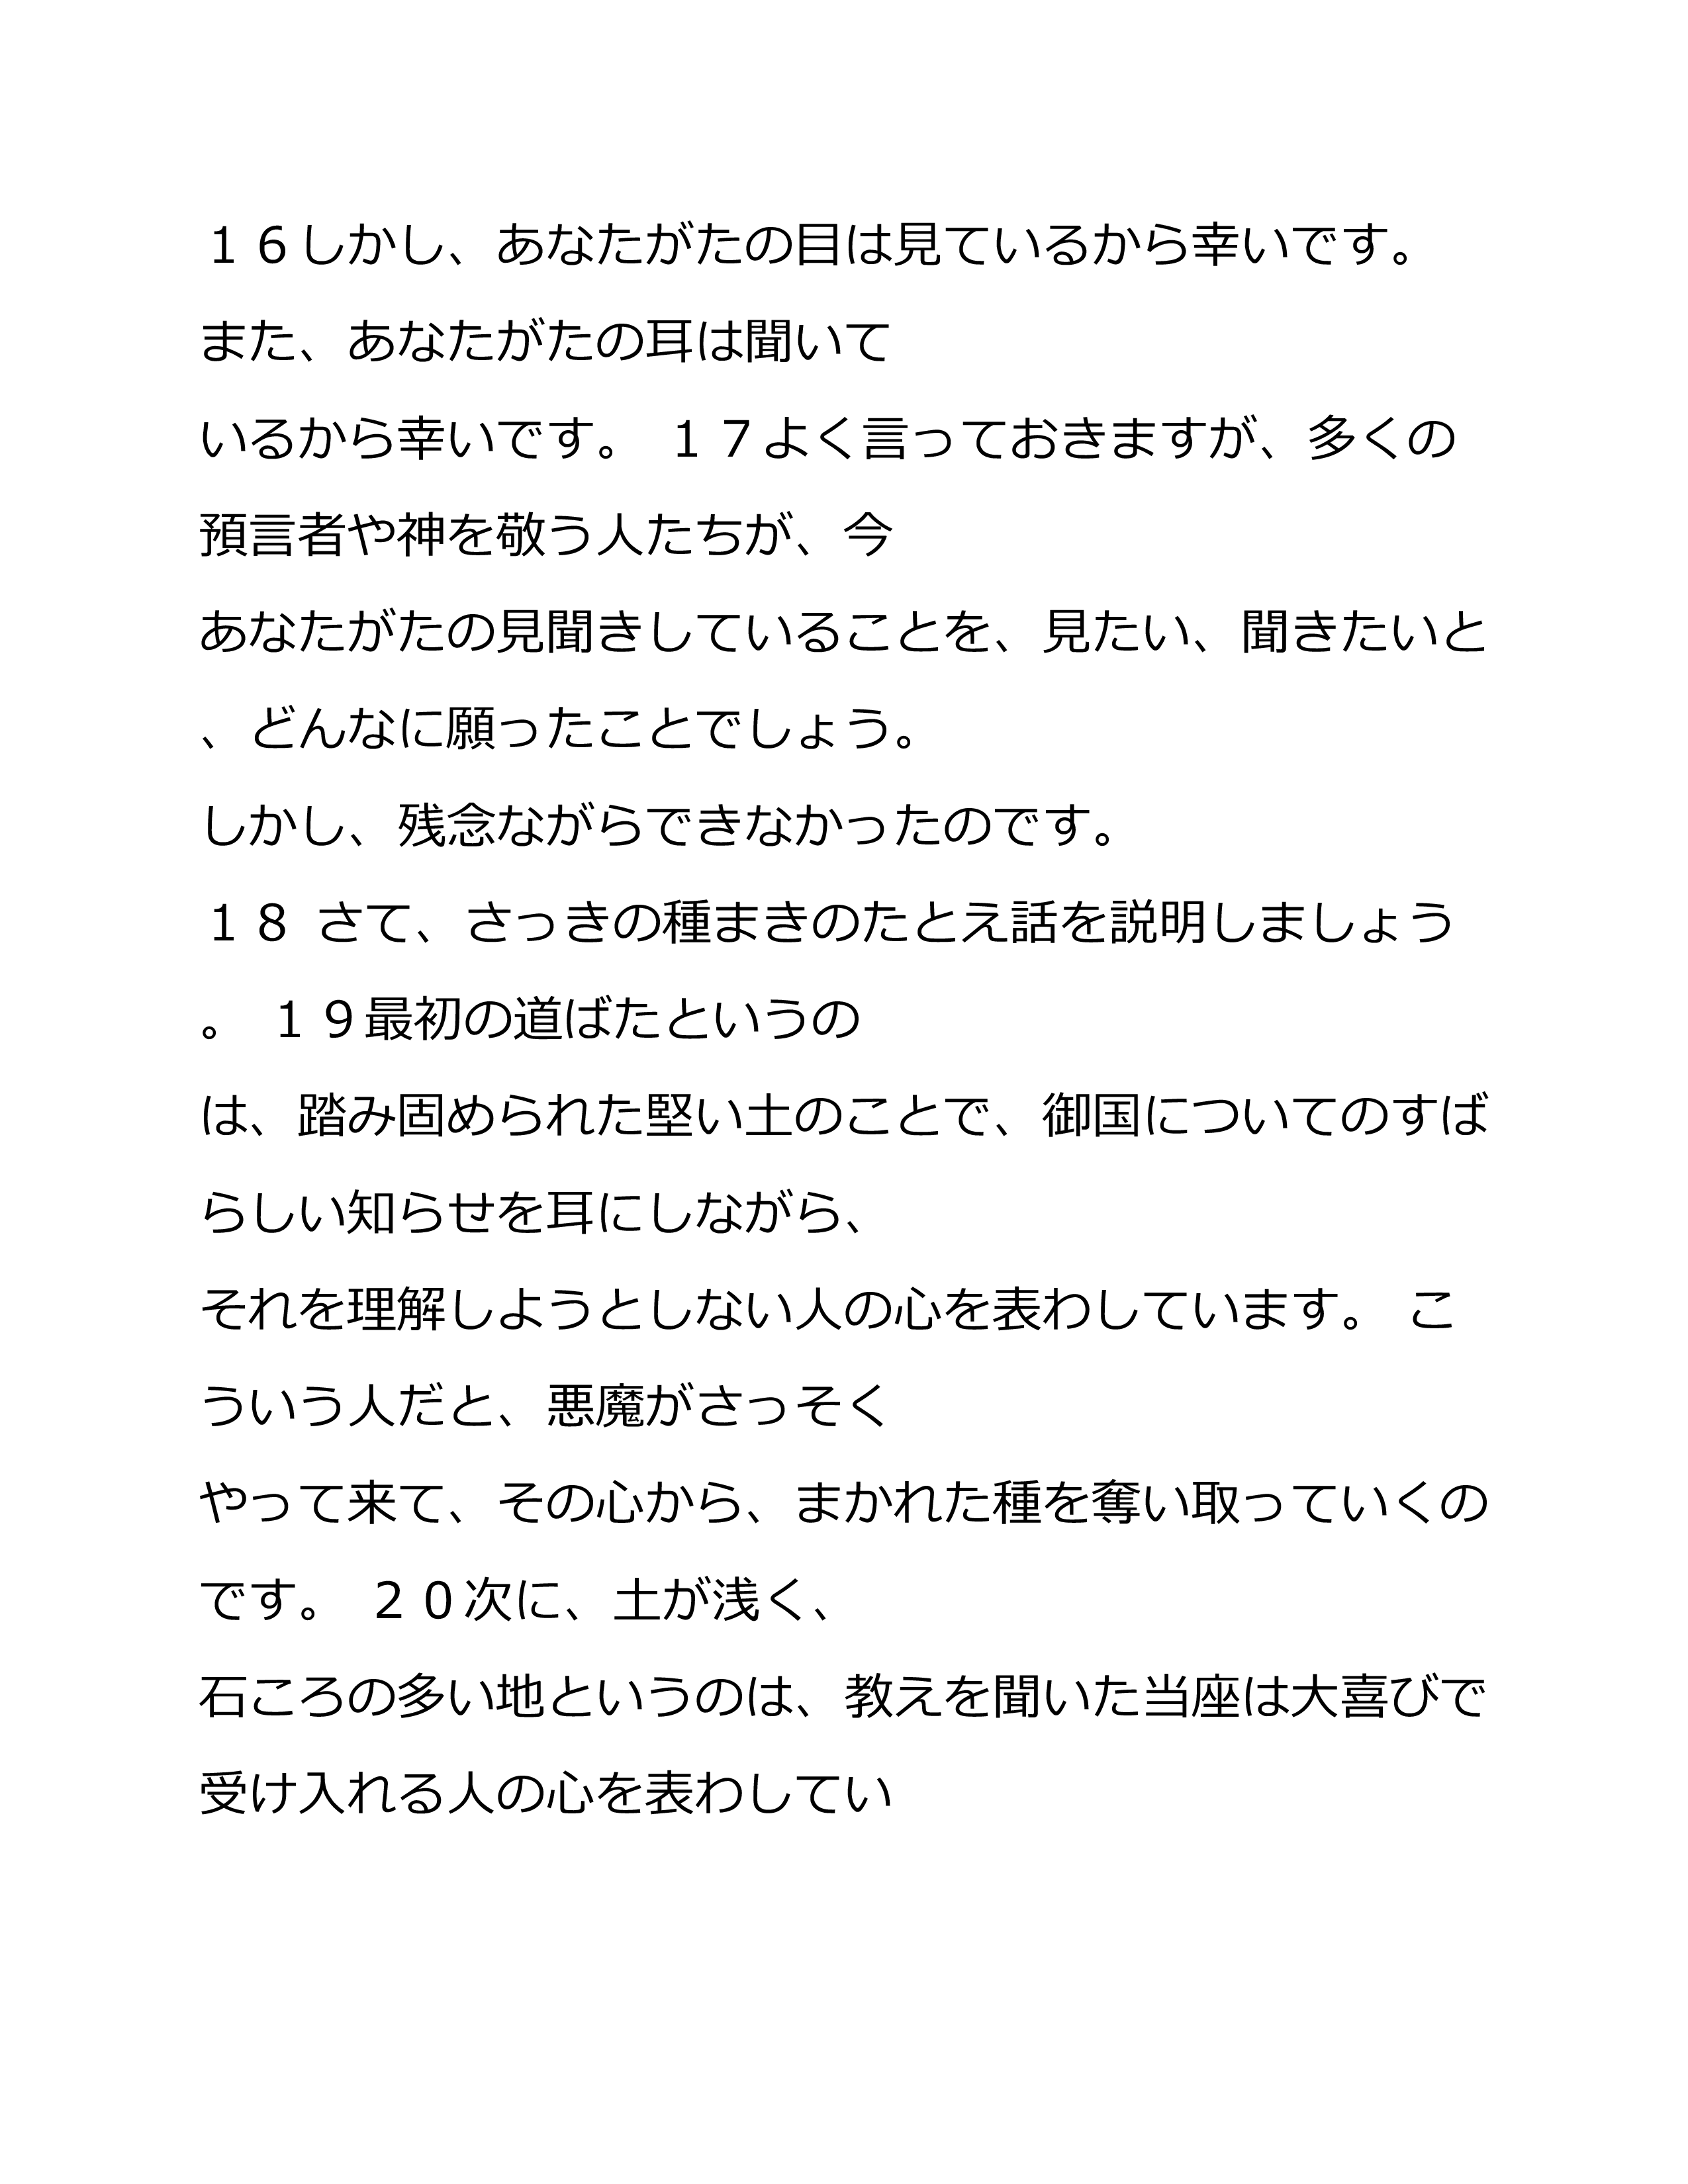 １６しかし、あなたがたの目は見ているから幸いです。
また、あなたがたの耳は聞いて
いるから幸いです。 １７よく言っておきますが、多くの
預言者や神を敬う人たちが、今
あなたがたの見聞きしていることを、見たい、聞きたいと
、どんなに願ったことでしょう。
しかし、残念ながらできなかったのです。
１８ さて、さっきの種まきのたとえ話を説明しましょう
。 １９最初の道ばたというの
は、踏み固められた堅い土のことで、御国についてのすば
らしい知らせを耳にしながら、
それを理解しようとしない人の心を表わしています。 こ
ういう人だと、悪魔がさっそく
やって来て、その心から、まかれた種を奪い取っていくの
です。 ２０次に、土が浅く、
石ころの多い地というのは、教えを聞いた当座は大喜びで
受け入れる人の心を表わしてい